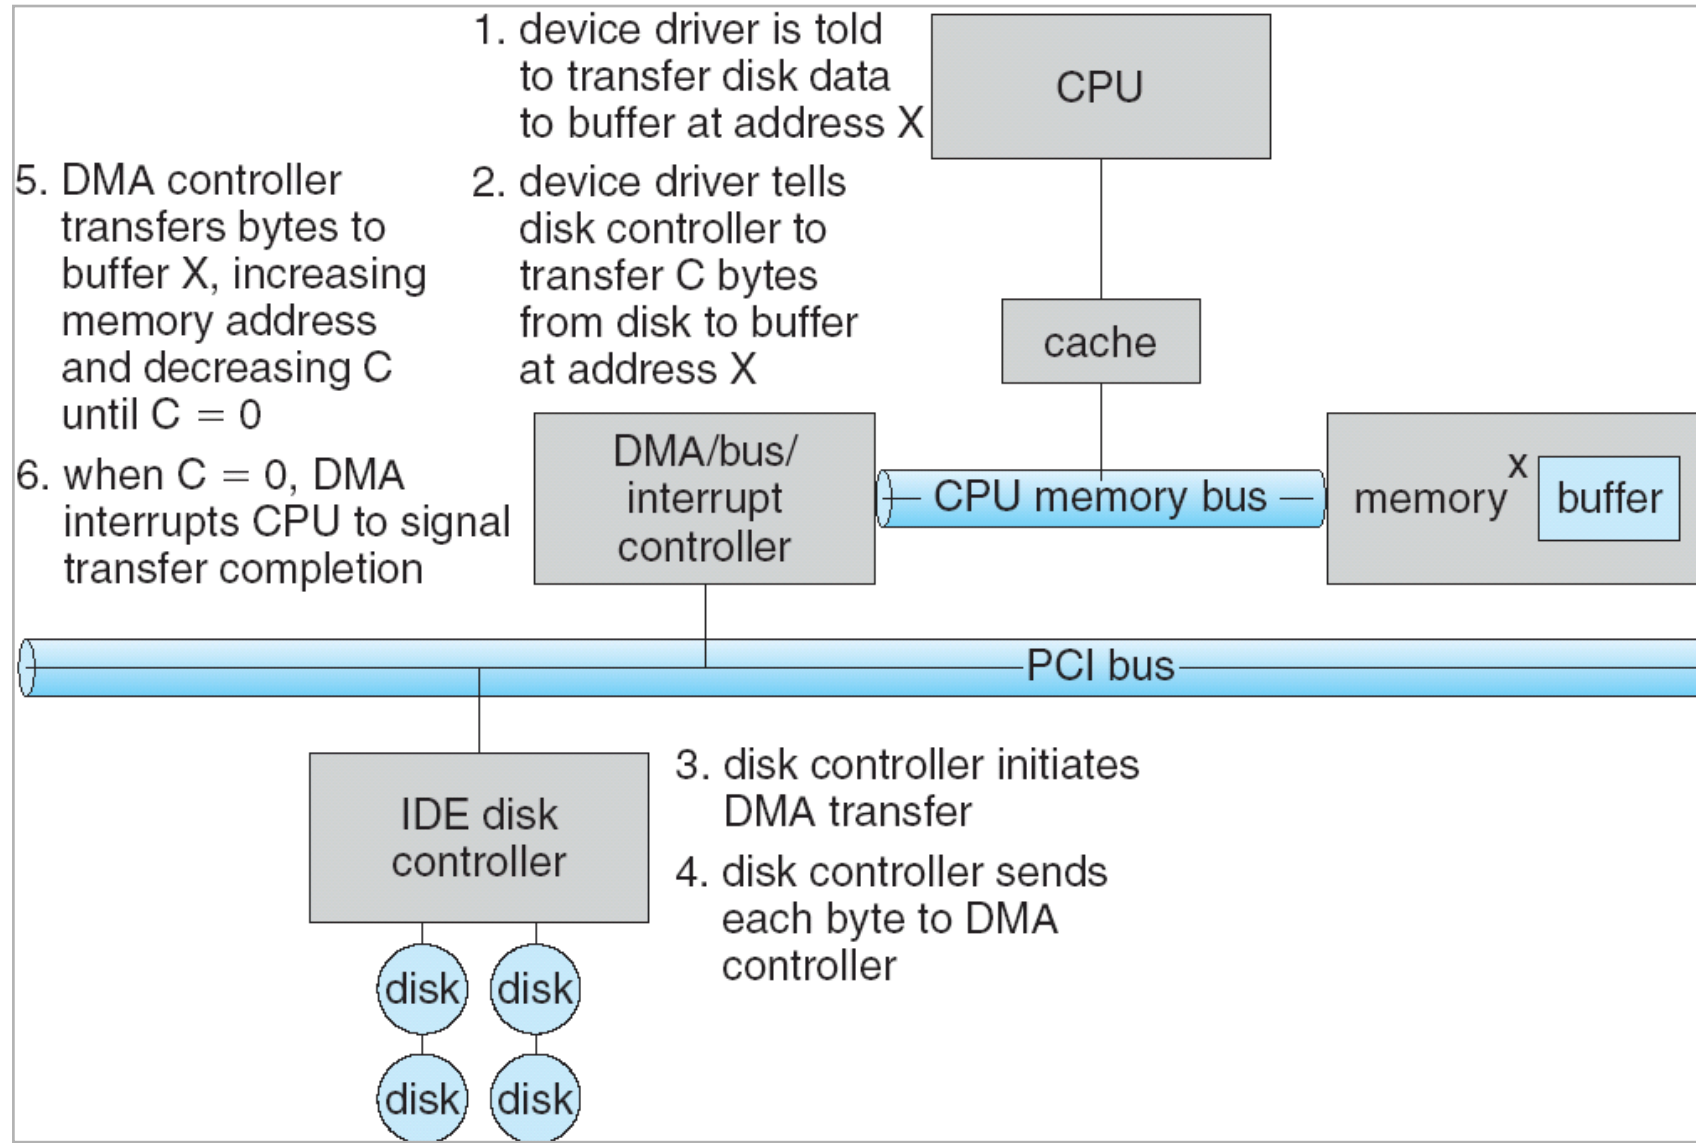 1. device driver is told
to transfer disk data
to buffer at address X
CPU
5. DMA controller
transfers bytes to
buffer X, increasing
memory address
and decreasing C
until C = 0
2. device driver tells
disk controller to
transfer C bytes
from disk to buffer
at address X
cache
6. when C = 0, DMA
interrupts CPU to signal
transfer completion
DMA/bus/
interrupt
controller
CPU memory bus
memory
x
buffer
PCI bus
IDE disk
controller
3. disk controller initiates
DMA transfer
4. disk controller sends
each byte to DMA
controller
disk
disk
disk
disk